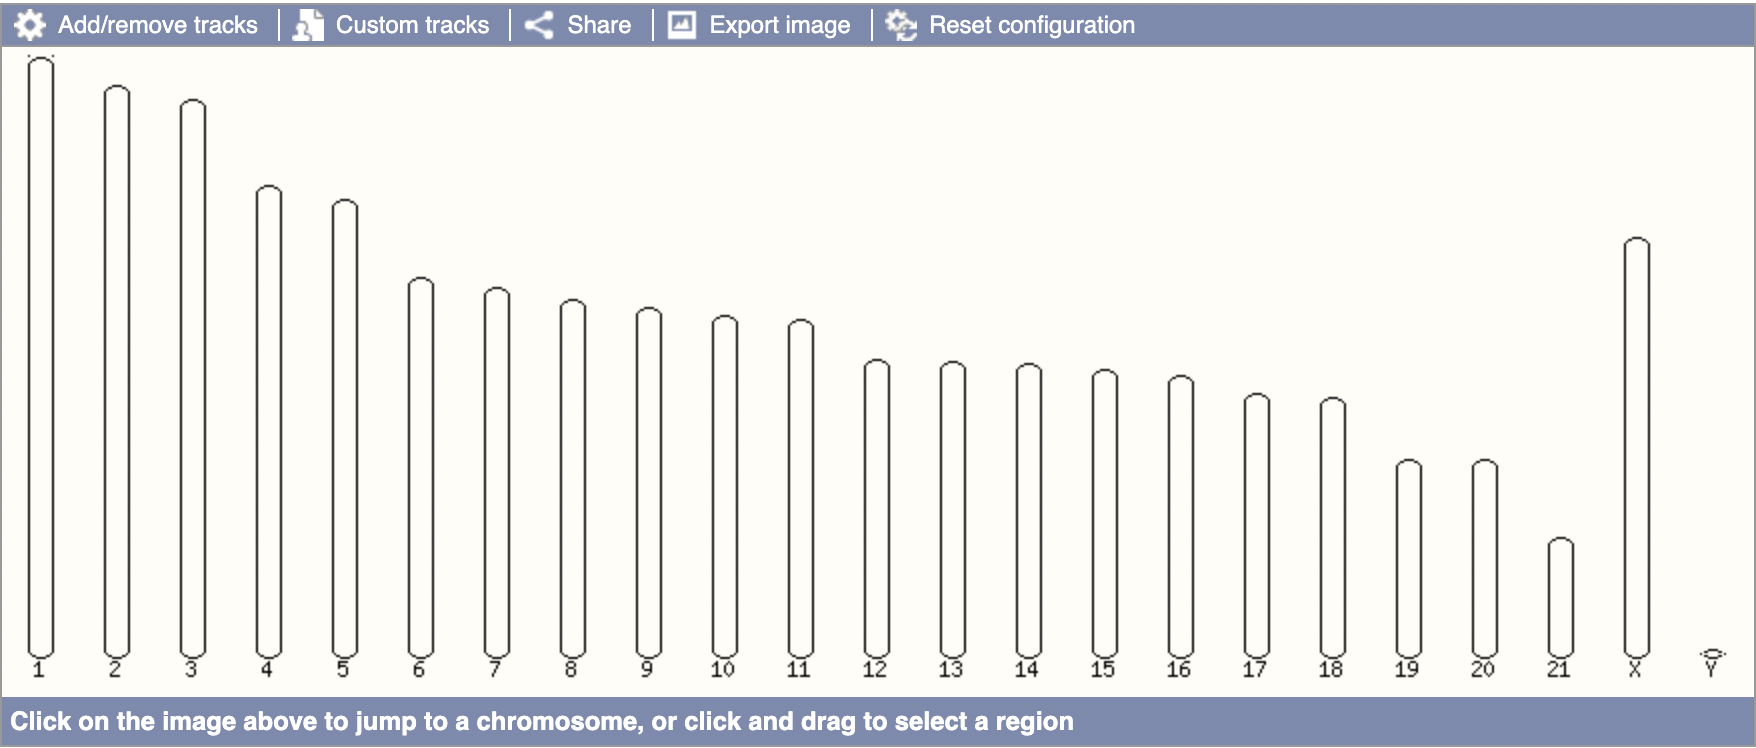 Add/remove tracks Custom tracks Share Export image Reset configuration
1 2 3 4 5 6 7 8 9 10 11 12 13 14 15 16 17 18 19 20 21 X Y
Click on the image above to jump to a chromosome, or click and drag to select a region